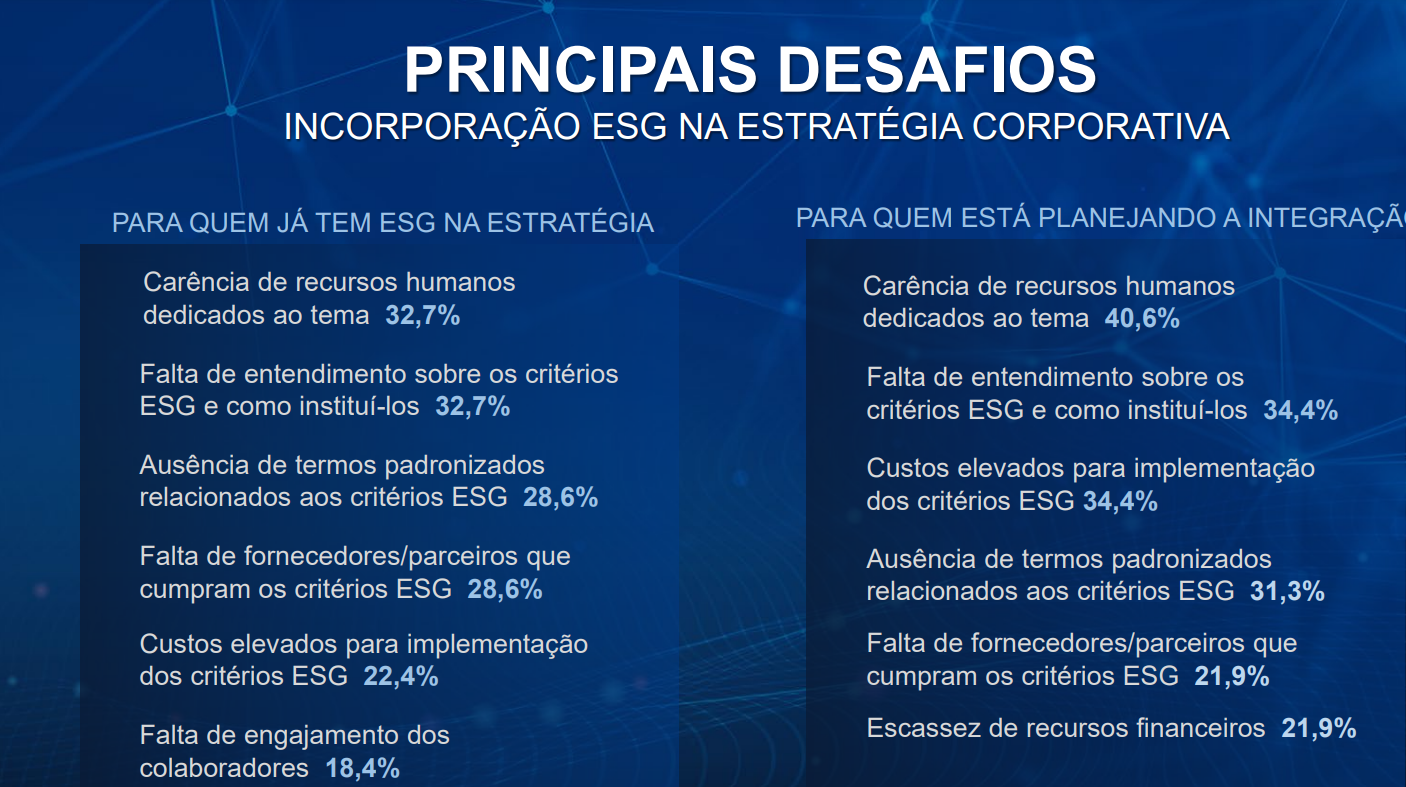 PRINCIPAIS DESAFIOS
INCORPORAÇÃO ESG NA ESTRATÉGIA CORPORATIVA
PARA QUEM JÁ TEM ESG NA ESTRATÉGIA
Carência de recursos humanos
dedicados ao tema 32,7%
Falta de entendimento sobre os critérios
ESG e como instituí-los 32,7%
Ausência de termos padronizados
relacionados aos critérios ESG 28,6%
Falta de fornecedores/parceiros que
cumpram os critérios ESG 28,6%
Custos elevados para implementação
dos critérios ESG 22,4%
Falta de engajamento dos
colaboradores 18,4%
PARA QUEM ESTÁ PLANEJANDO A INTEGRAÇÃO
Carência de recursos humanos
dedicados ao tema 40,6%
Falta de entendimento sobre os
critérios ESG e como instituí-los 34,4%
Custos elevados para implementação
dos critérios ESG 34,4%
Ausência de termos padronizados
relacionados aos critérios ESG 31,3%
Falta de fornecedores/parceiros que
cumpram os critérios ESG 21,9%
Escassez de recursos financeiros 21,9%